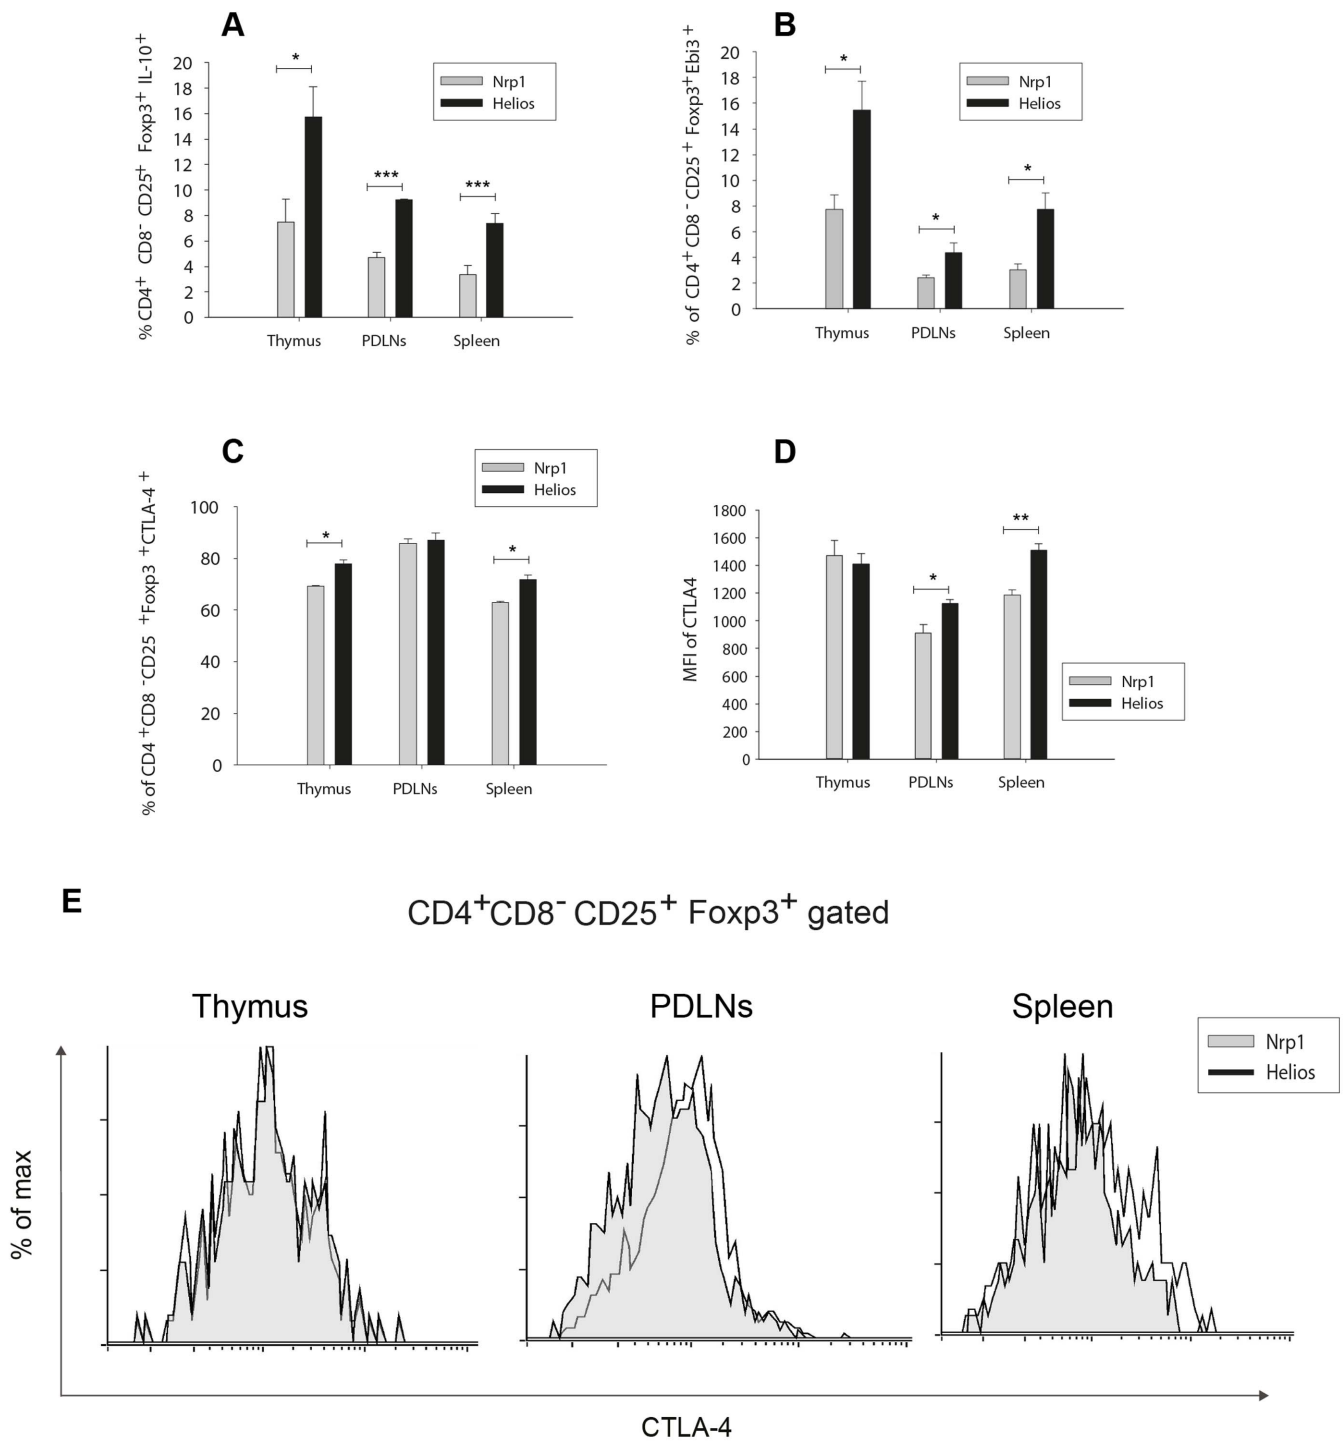 A
% CD4+ CD8- CD25+ Foxp3+ IL-10+
20
18
16
14
12
10
8
6
4
2
0
*
***
***
Nrp1
Helios
Thymus
PDLNs
Spleen
B
% of CD4+CD8-CD25+Foxp3+Ebi3+
20
18
16
14
12
10
8
6
4
2
0
*
*
*
Nrp1
Helios
Thymus
PDLNs
Spleen
C
% of CD4 +CD8 -CD25 +Foxp3 +CTLA-4 +
100
80
60
40
20
0
*
*
Nrp1
Helios
Thymus
PDLNs
Spleen
D
MFI of CTLA4
1800
1600
1400
1200
1000
800
600
400
200
0
*
**
Nrp1
Helios
Thymus
PDLNs
Spleen
E
CD4+CD8- CD25+ Foxp3+ gated
Thymus
PDLNs
Spleen
Nrp1
Helios
% of max
CTLA-4